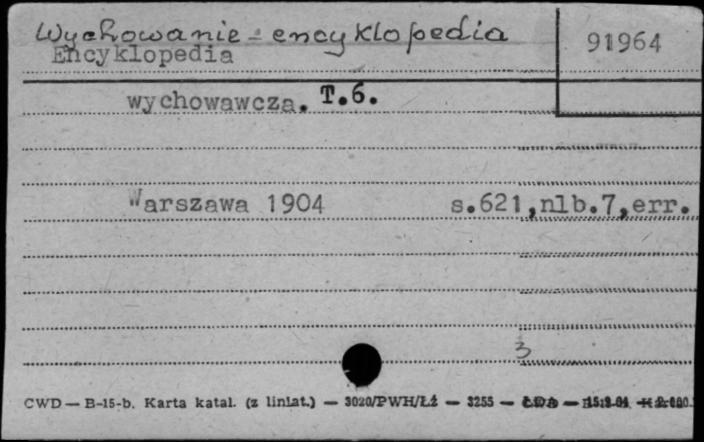 Wychowanie - encyklopedia
91964
Encyklopedia
wychowawcza. T.6.
Warszawa 1904 s.621,nlb.7,err.
3
CWD — B-15-b. Karta katal. (z liniat.) — 3020/PWH/Łź — 3255 —